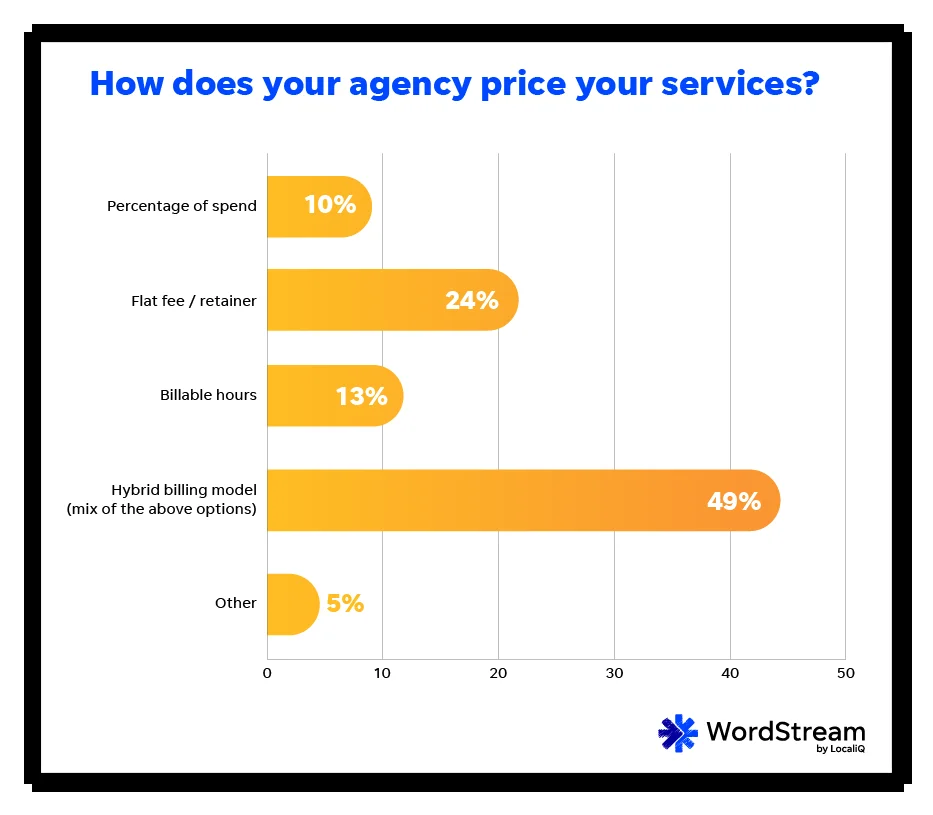 How does your agency price your services?
Percentage of spend
10%
Flat fee / retainer
24%
Billable hours
13%
Hybrid billing model
(mix of the above options)
49%
Other
5%
0 10 20 30 40 50
WordStream
by LocaliQ